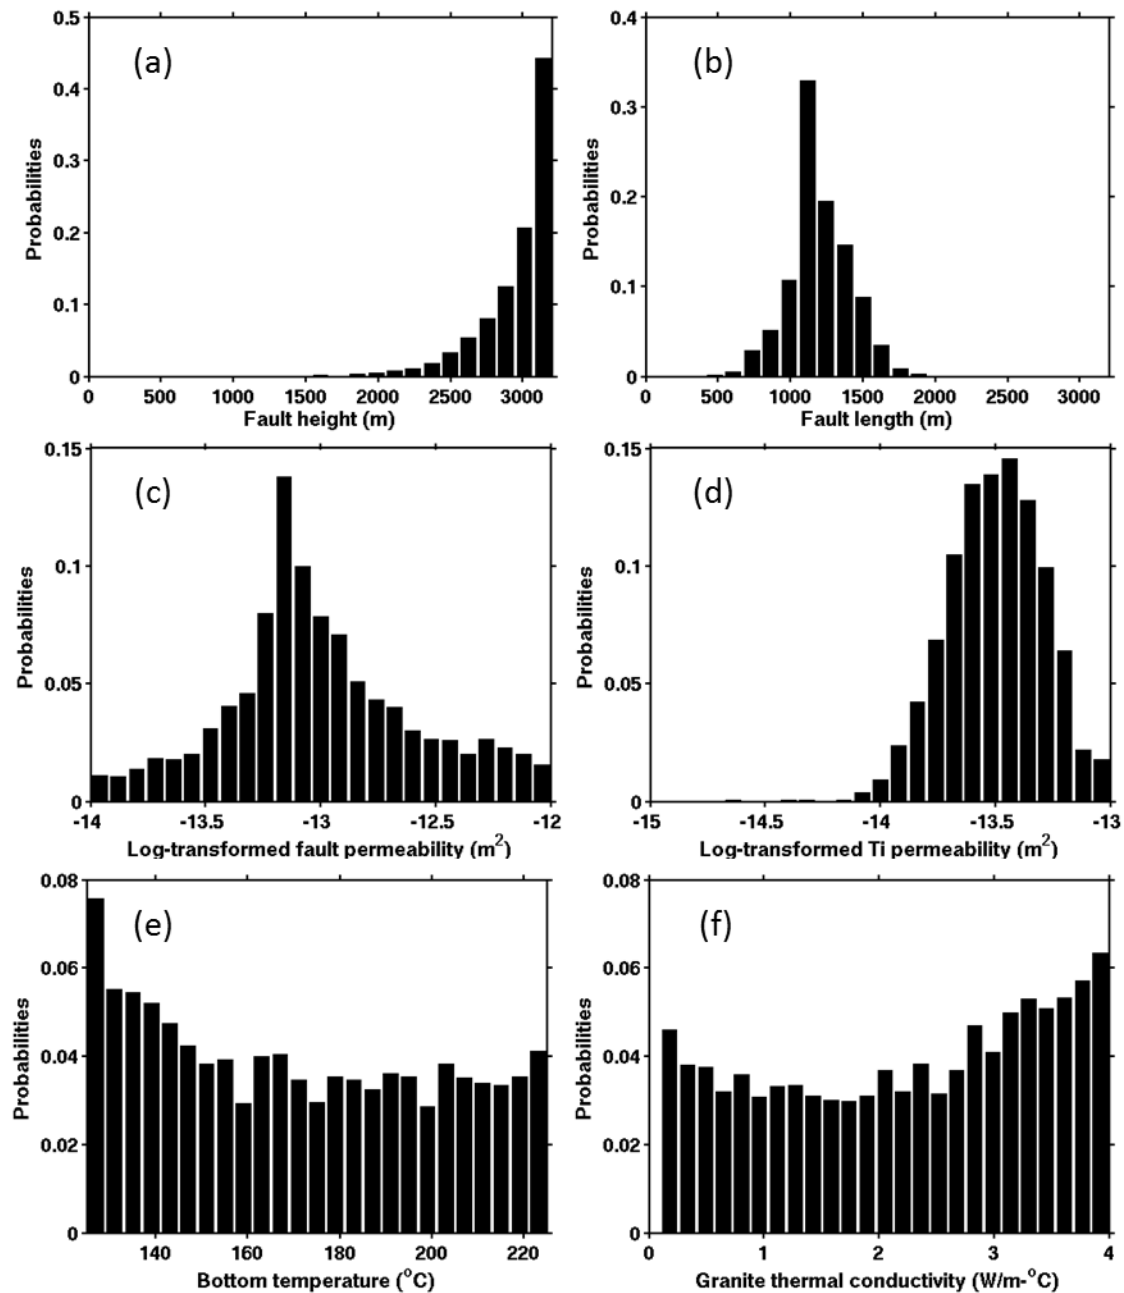 (a)
Probabilities
0.5
0.4
0.3
0.2
0.1
0
0 500 1000 1500 2000 2500 3000
Fault height (m)
(b)
Probabilities
0.4
0.3
0.2
0.1
0
0 500 1000 1500 2000 2500 3000
Fault length (m)
(c)
Probabilities
0.15
0.1
0.05
0
-14 -13.5 -13 -12.5 -12
Log-transformed fault permeability (m²)
(d)
Probabilities
0.15
0.1
0.05
0
-15 -14.5 -14 -13.5 -13
Log-transformed Ti permeability (m²)
(e)
Probabilities
0.08
0.06
0.04
0.02
0
140 160 180 200 220
Bottom temperature (°C)
(f)
Probabilities
0.08
0.06
0.04
0.02
0
0 1 2 3 4
Granite thermal conductivity (W/m-°C)